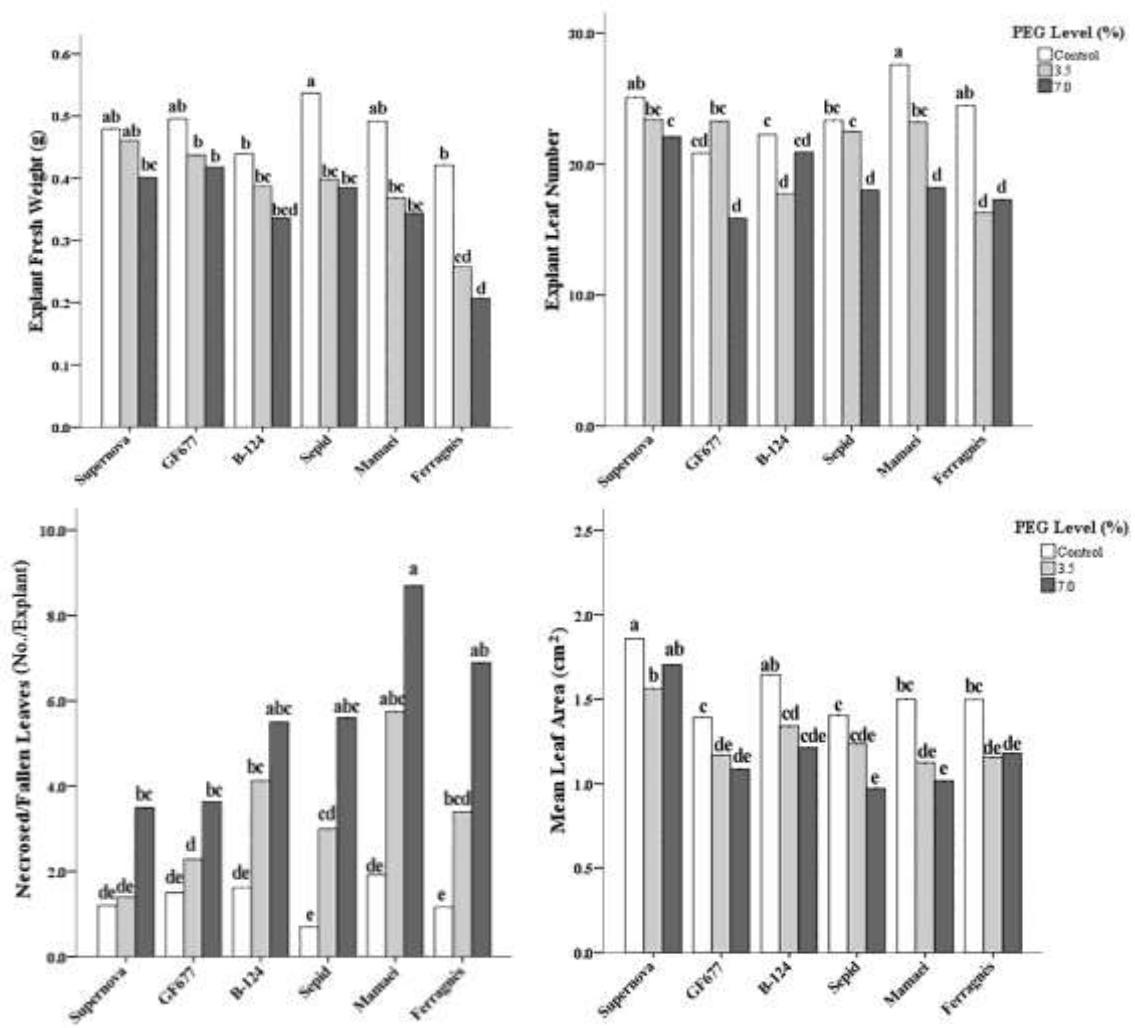 Explant Fresh Weight (g)
0.6
0.5
0.4
0.3
0.2
0.1
0.0
ab ab bc
ab b b
b bc bcd
a bc bc
ab bc bc
b cd d
Supernova
GF677
B-124
Sepid
Mamaei
Ferragnès
Explant Leaf Number
30.0
20.0
10.0
0.0
ab bc c
cd bc d
c d cd
bc c d
a bc d
ab d d
Supernova
GF677
B-124
Sepid
Mamaei
Ferragnès
PEG Level (%)
Control
3.5
7.0
Necrosed/Fallen Leaves (No./Explant)
10.0
8.0
6.0
4.0
2.0
0.0
de de bc
de d bc
de bc abc
e cd abc
de abc a
e bcd ab
Supernova
GF677
B-124
Sepid
Mamaei
Ferragnès
Mean Leaf Area (cm²)
2.5
2.0
1.5
1.0
0.5
0.0
a b ab
c de de
ab cd cde
c cde e
bc de e
bc de de
Supernova
GF677
B-124
Sepid
Mamaei
Ferragnès
PEG Level (%)
Control
3.5
7.0